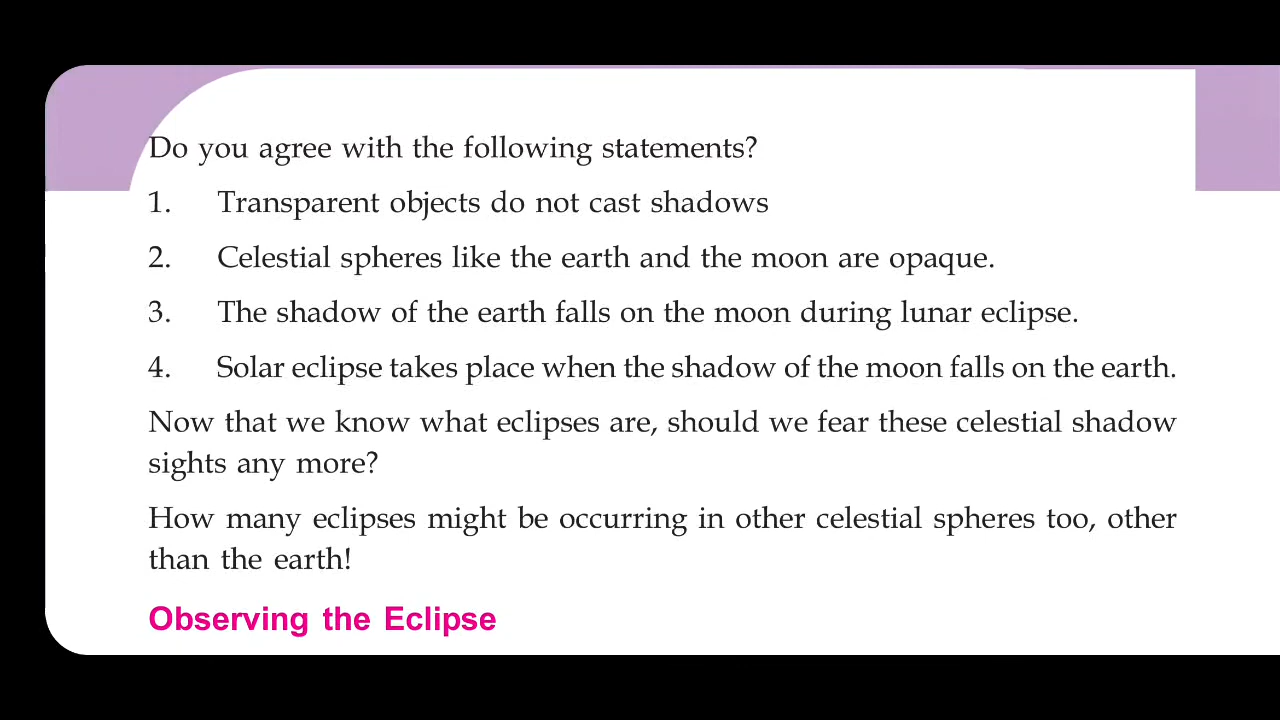 Do you agree with the following statements?
1. Transparent objects do not cast shadows
2. Celestial spheres like the earth and the moon are opaque.
3. The shadow of the earth falls on the moon during lunar eclipse.
4. Solar eclipse takes place when the shadow of the moon falls on the earth.
Now that we know what eclipses are, should we fear these celestial shadow
sights any more?
How many eclipses might be occurring in other celestial spheres too, other
than the earth!
Observing the Eclipse